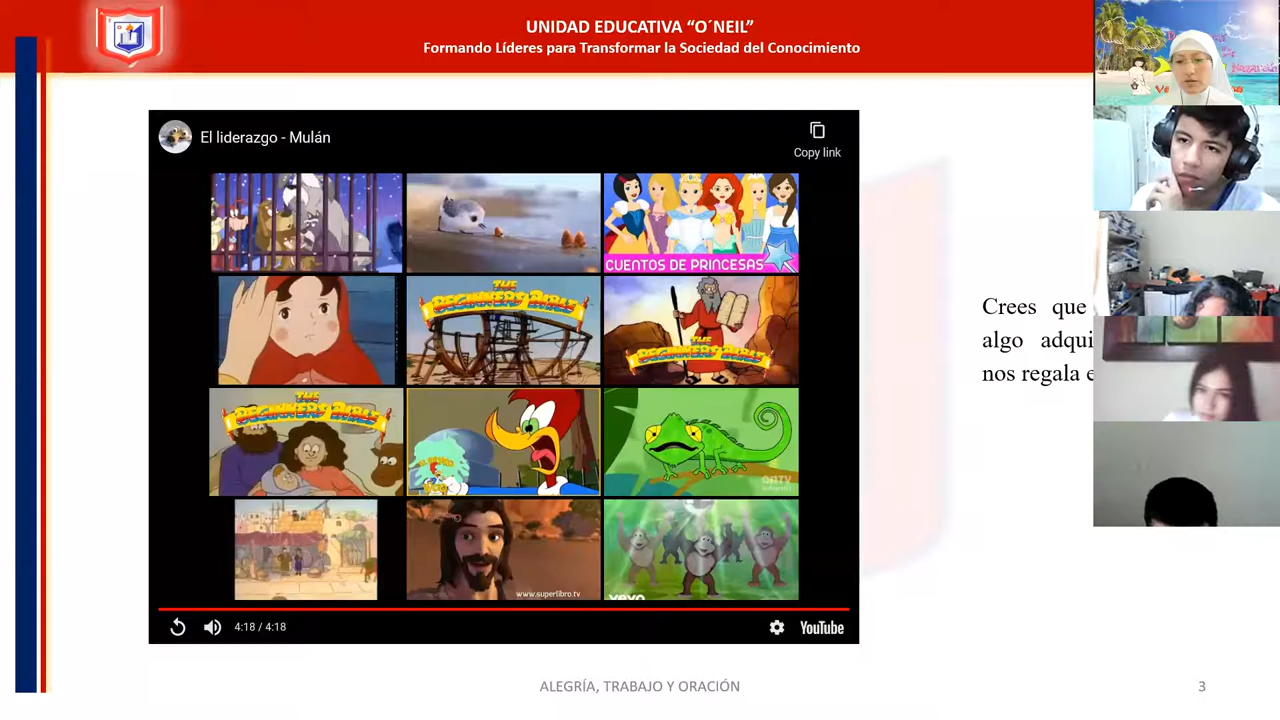 UNIDAD EDUCATIVA “O´NEIL”
Formando Líderes para Transformar la Sociedad del Conocimiento
El liderazgo - Mulán
Copy link
CUENTOS DE PRINCESAS
THE
BEGINNERS BIBLE
THE
BEGINNERS BIBLE
THE
BEGINNERS BIBLE
www.superlibro.tv
vevo
4:18 / 4:18
YouTube
Crees que
algo adqui
nos regala e
ALEGRÍA, TRABAJO Y ORACIÓN
3